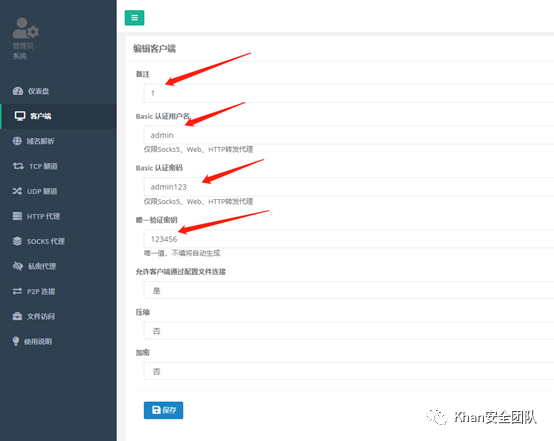 管理员
系统
仪表盘
客户端
域名解析
TCP 隧道
UDP 隧道
HTTP 代理
SOCKS 代理
私密代理
P2P 连接
文件访问
使用说明
编辑客户端
备注
1
Basic 认证用户名
admin
仅限Socks5、Web、HTTP转发代理
Basic 认证密码
admin123
仅限Socks5、Web、HTTP转发代理
唯一验证密钥
123456
唯一值，不填将自动生成
允许客户端通过配置文件连接
是
压缩
否
加密
否
保存
Khan安全团队